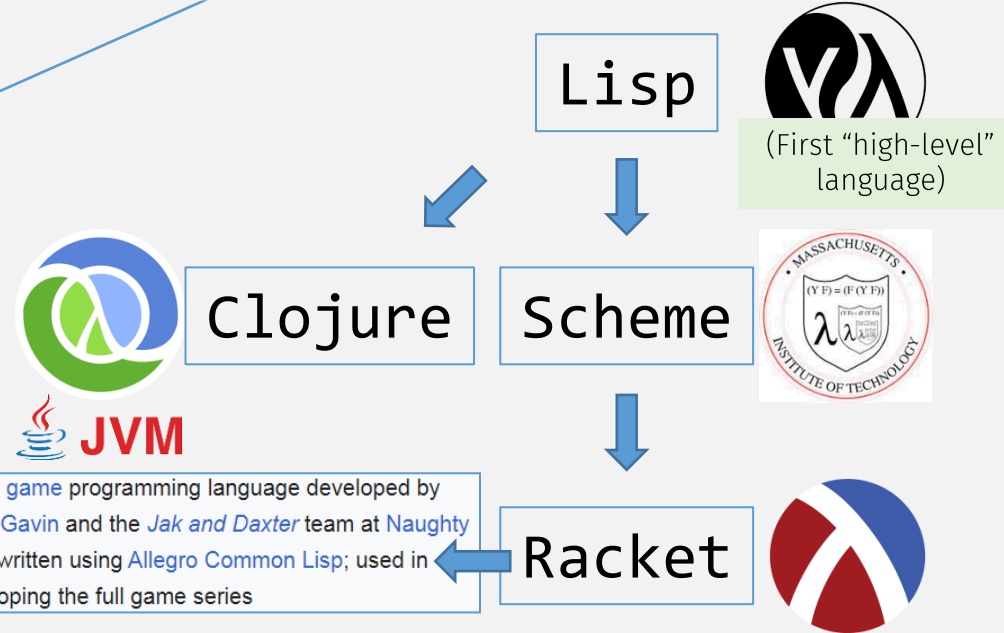 Lisp
(First “high-level”
language)
Clojure
Scheme
• MASSACHUSETTS •
(Y F) = (F (Y F))
λ
INSTITUTE OF TECHNOLOGY
JVM
game programming language developed by
Gavin and the Jak and Daxter team at Naughty
written using Allegro Common Lisp; used in
oping the full game series
Racket